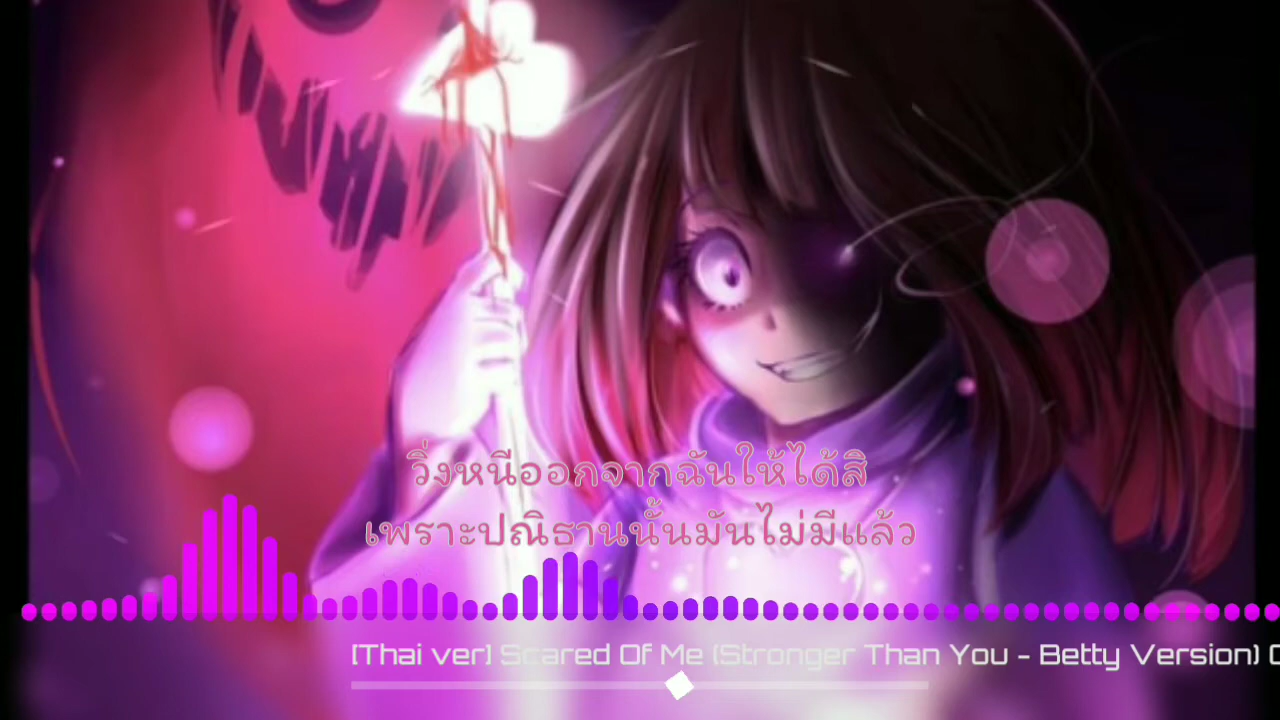 วิ่งหนีออกจากฉันให้ได้สิ
เพราะปณิธานนั้นมันไม่มีแล้ว
[Thai ver] Scared Of Me (Stronger Than You - Betty Version)